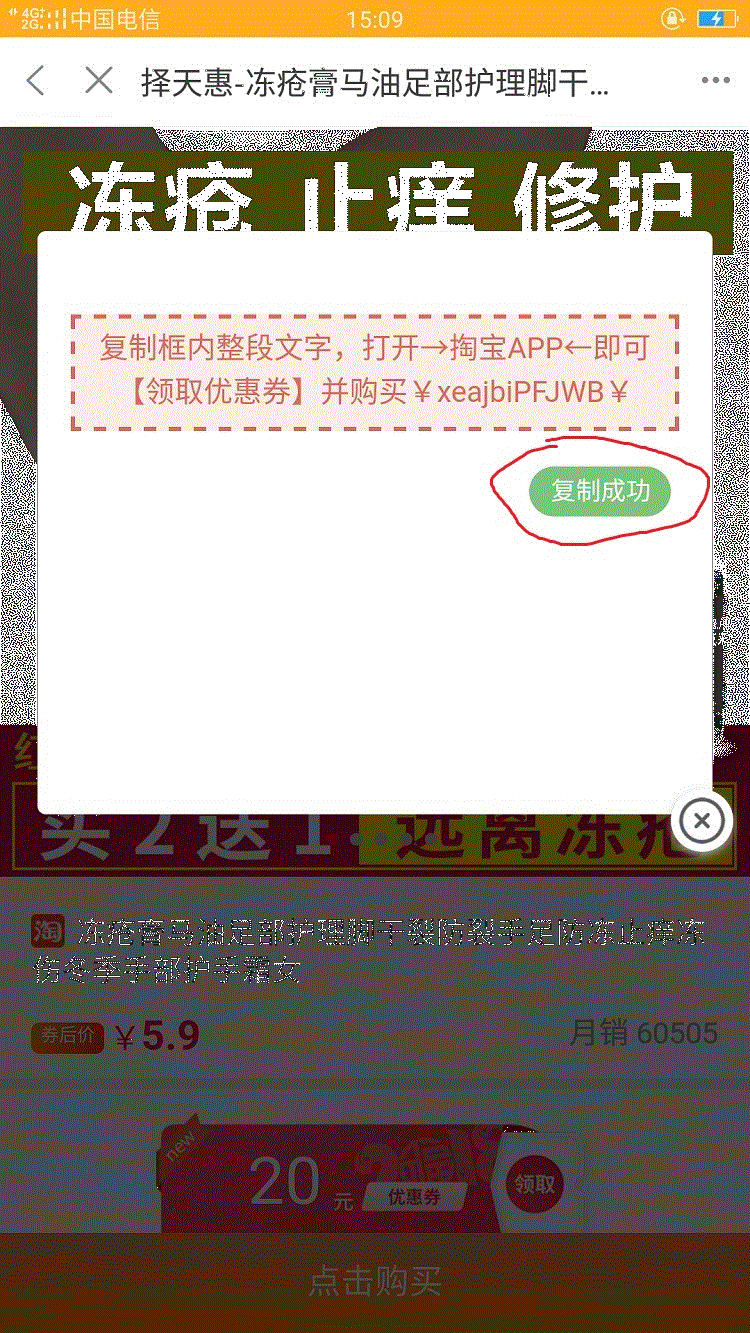 4G+
2G 中国电信
15:09
择天惠-冻疮膏马油足部护理脚干...
冻疮 止痒 修护
复制框内整段文字，打开→掏宝APP←即可
【领取优惠券】并购买￥xeajbiPFJWB￥
复制成功
买2送1
远离冻疮
淘 冻疮膏马油足部护理脚干裂防裂手足防冻止痒冻
伤冬季手部护手霜女
券后价 ￥5.9
月销 60505
new
20元 优惠券
领取
点击购买